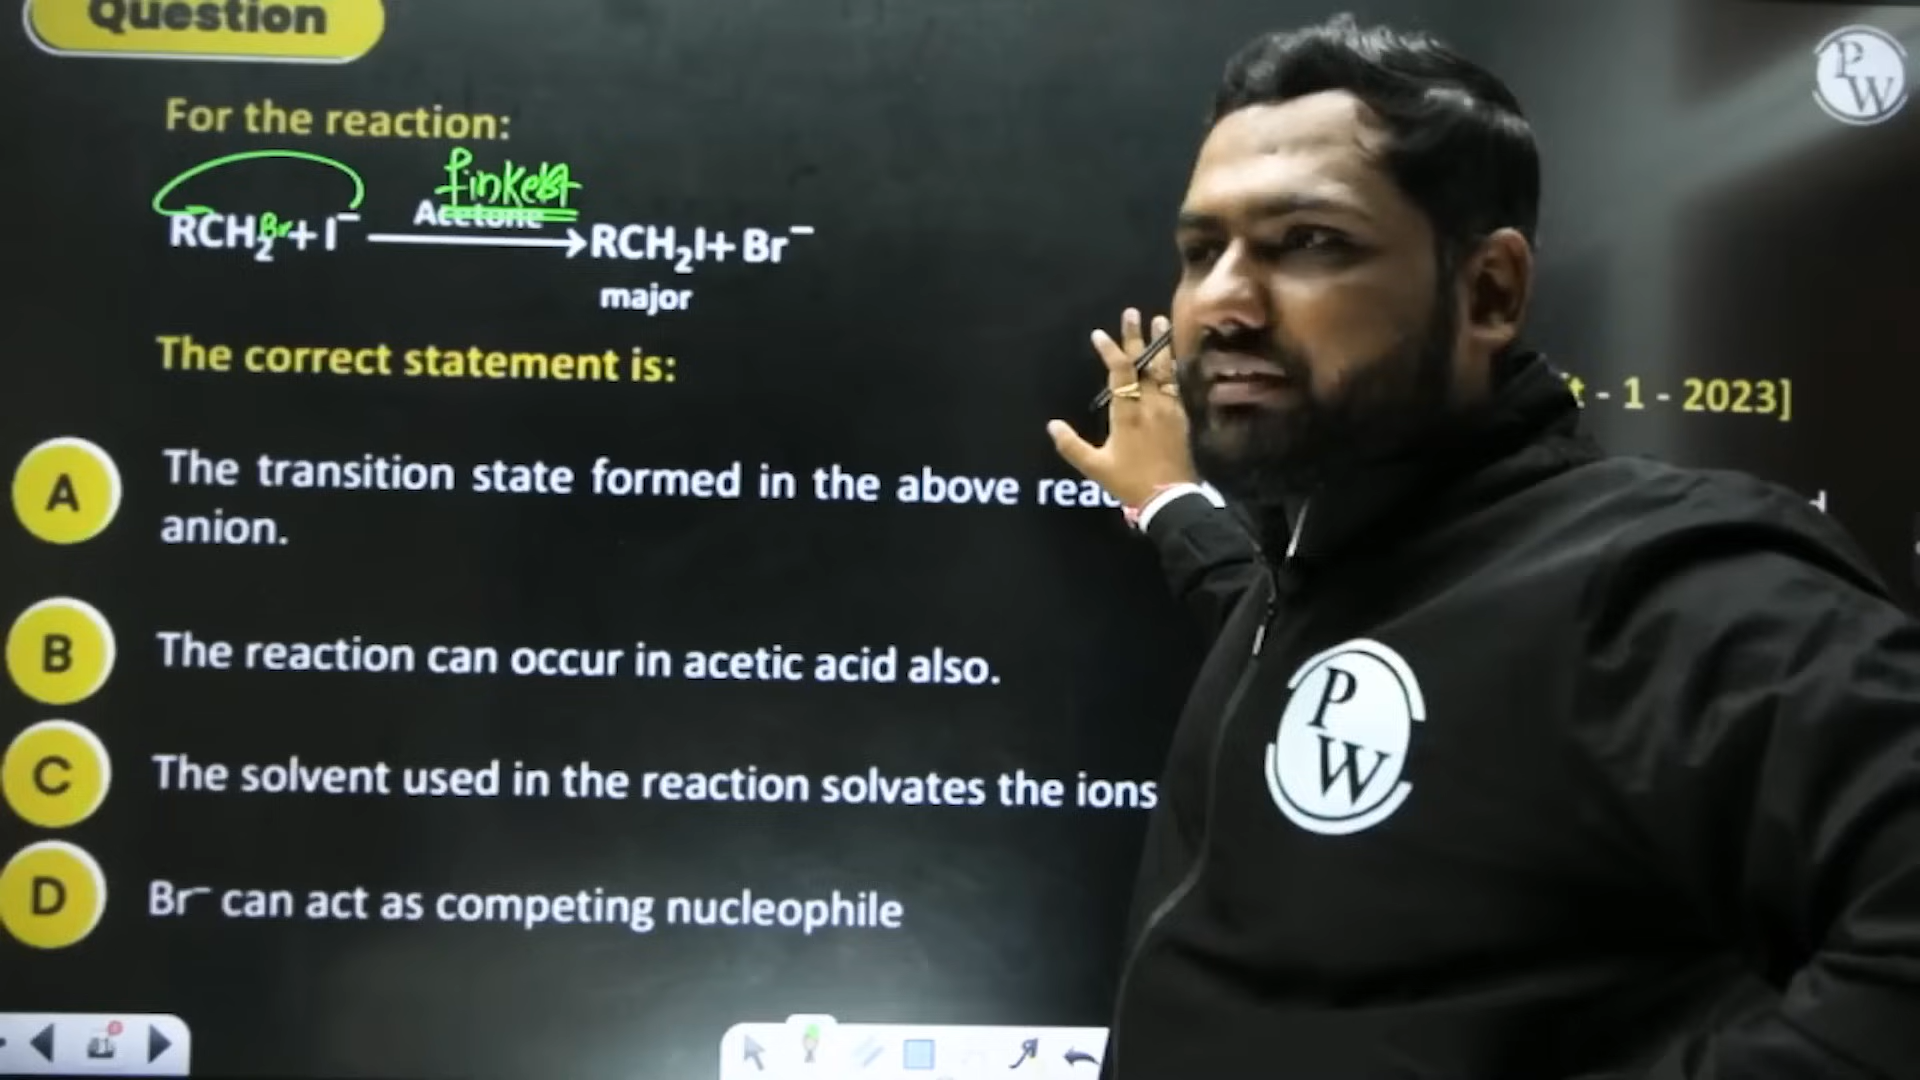 Question
For the reaction:
finkelst
Acetone
RCH₂Br + I⁻ → RCH₂I + Br⁻
major
The correct statement is:
- 1 - 2023]
A The transition state formed in the above
anion.
B The reaction can occur in acetic acid also.
C The solvent used in the reaction solvates the ions
D Br⁻ can act as competing nucleophile
PW
PW